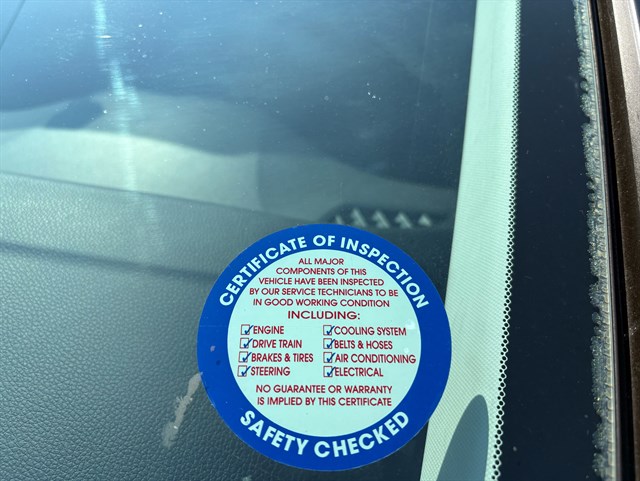 CERTIFICATE OF INSPECTION
ALL MAJOR
COMPONENTS OF THIS
VEHICLE HAVE BEEN INSPECTED
BY OUR SERVICE TECHNICIANS TO BE
IN GOOD WORKING CONDITION
INCLUDING:
ENGINE COOLING SYSTEM
DRIVE TRAIN BELTS & HOSES
BRAKES & TIRES AIR CONDITIONING
STEERING ELECTRICAL
NO GUARANTEE OR WARRANTY
IS IMPLIED BY THIS CERTIFICATE
SAFETY CHECKED